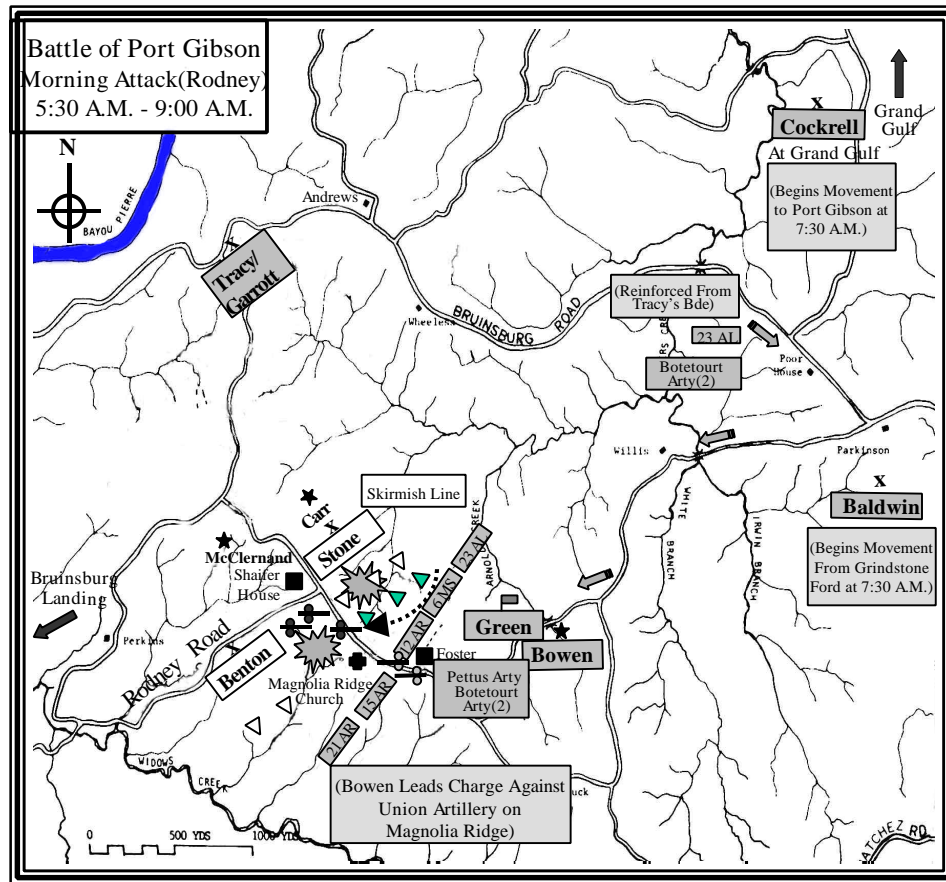 Battle of Port Gibson
Morning Attack(Rodney)
5:30 A.M. - 9:00 A.M.
N
BAYOU PIERRE
Andrews
X
Tracy/
Garrott
Wheeless
BRUINSBURG
ROAD
X
Cockrell
At Grand Gulf
(Begins Movement
to Port Gibson at
7:30 A.M.)
Grand
Gulf
(Reinforced From
Tracy's Bde)
23 AL
Botetourt
Arty(2)
Poor
House
Willis
Parkinson
WHITE
BRANCH
IRWIN
BRANCH
X
Baldwin
(Begins Movement
From Grindstone
Ford at 7:30 A.M.)
Skirmish Line
Carr
X
Stone
McClernand
Shaifer
House
Bruinsburg
Landing
Perkins
Rodney Road
X
Benton
Magnolia Ridge
Church
23 AL
6 MS
12 AR
15 AR
21 AR
CREEK
Green
Bowen
Foster
Pettus Arty
Botetourt
Arty(2)
WIDOWS
CREEK
(Bowen Leads Charge Against
Union Artillery on
Magnolia Ridge)
0 500 YDS